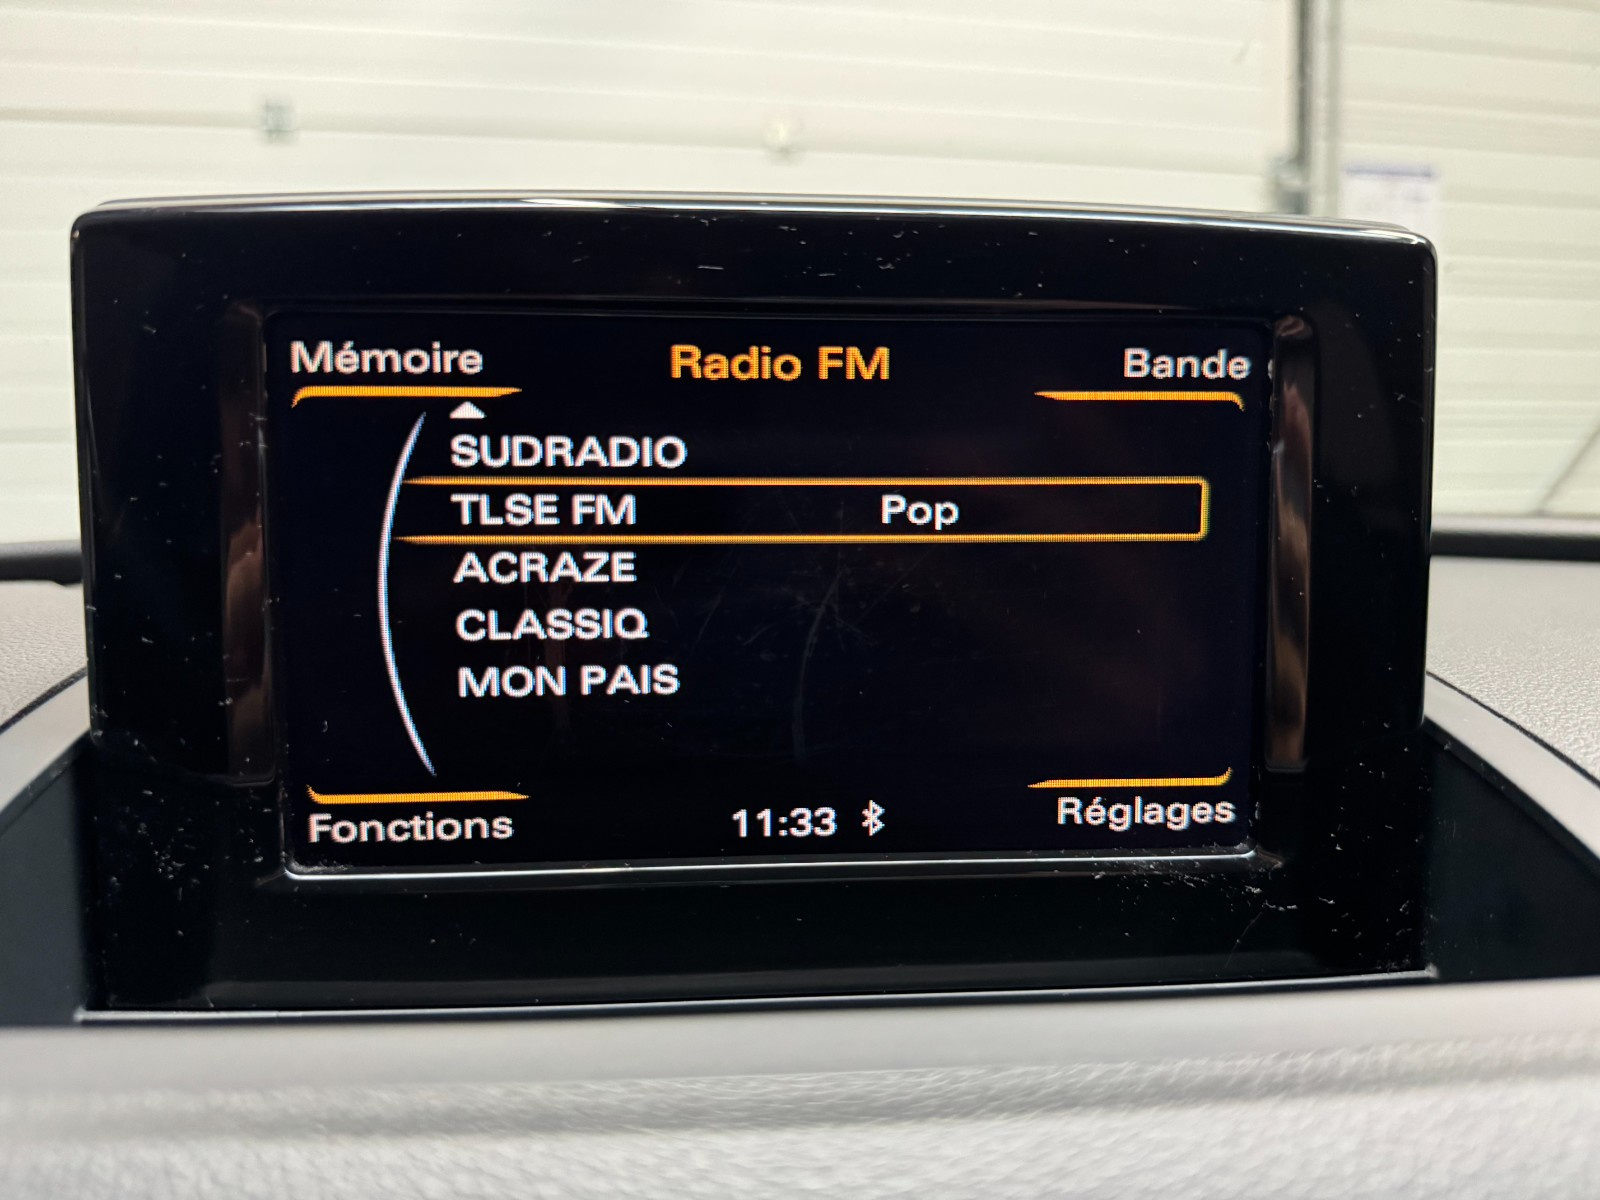 Mémoire
Radio FM
Bande
SUDRADIO
TLSE FM Pop
ACRAZE
CLASSIQ
MON PAIS
Fonctions
11:33
Réglages